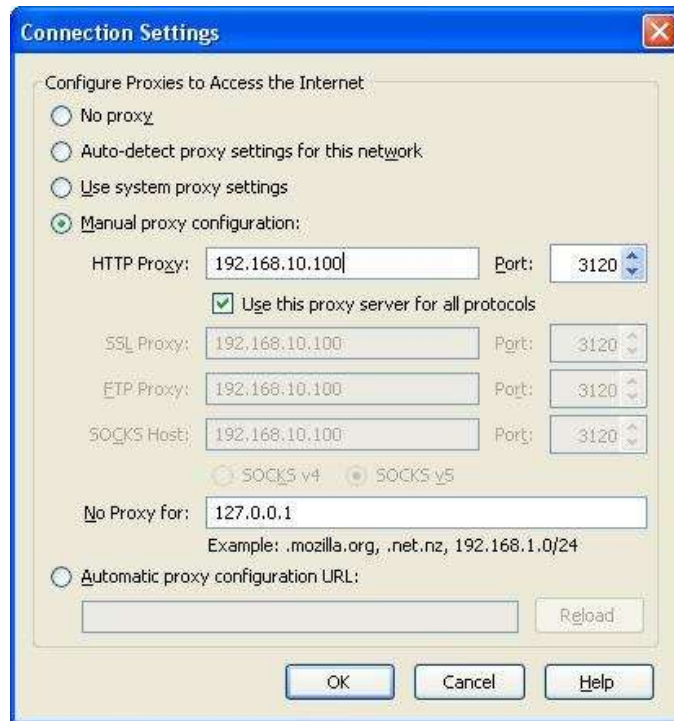 Connection Settings
Configure Proxies to Access the Internet
No proxy
Auto-detect proxy settings for this network
Use system proxy settings
Manual proxy configuration:
HTTP Proxy: 192.168.10.100 Port: 3120
Use this proxy server for all protocols
SSL Proxy: 192.168.10.100 Port: 3120
FTP Proxy: 192.168.10.100 Port: 3120
SOCKS Host: 192.168.10.100 Port: 3120
SOCKS v4 SOCKS v5
No Proxy for: 127.0.0.1
Example: .mozilla.org, .net.nz, 192.168.1.0/24
Automatic proxy configuration URL:
Reload
OK Cancel Help